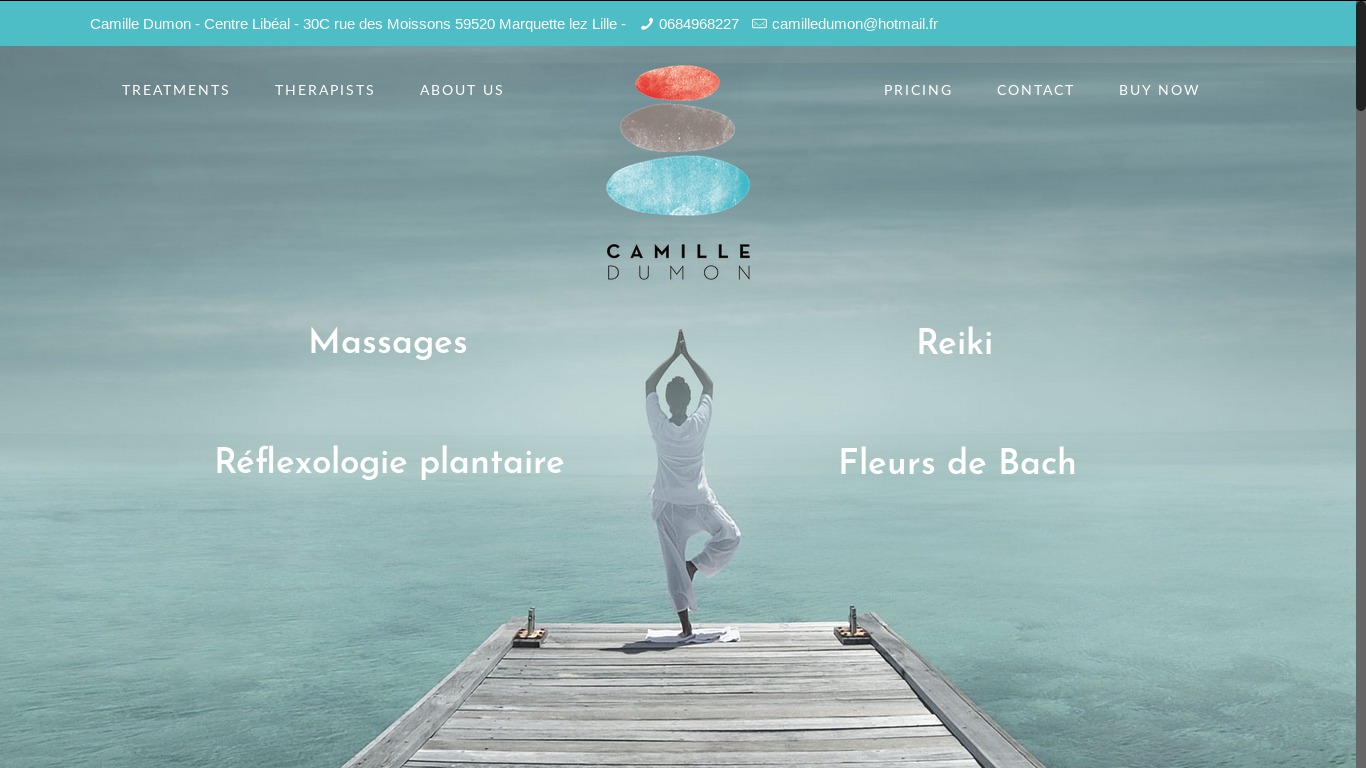 Camille Dumon - Centre Libéal - 30C rue des Moissons 59520 Marquette lez Lille - 0684968227 camilledumon@hotmail.fr
TREATMENTS THERAPISTS ABOUT US PRICING CONTACT BUY NOW
CAMILLE
DUMON
Massages Reiki
Réflexologie plantaire Fleurs de Bach